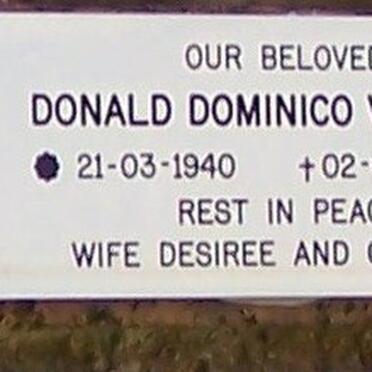 OUR BELOVED
DONALD DOMINICO
21-03-1940 †02-
REST IN PEAC
WIFE DESIREE AND